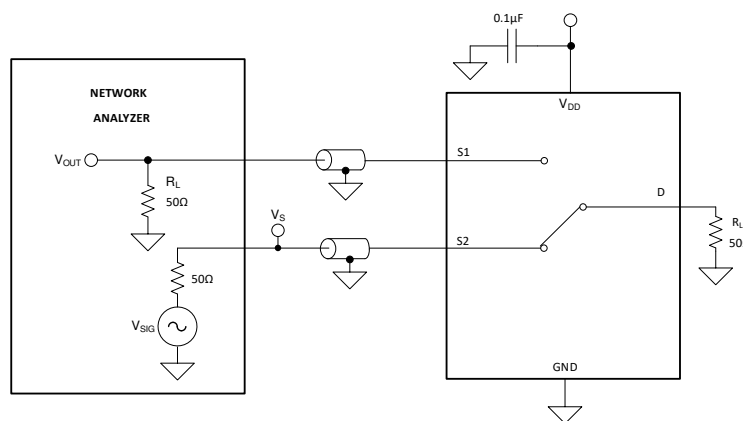 0.1µF
V_DD
NETWORK
ANALYZER
V_OUT
R_L
50Ω
V_S
50Ω
V_SIG
S1
S2
D
R_L
50
GND